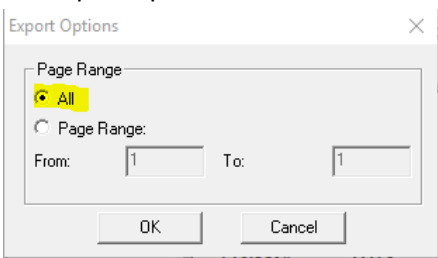 Export Options
Page Range
All
Page Range:
From: 1 To: 1
OK Cancel